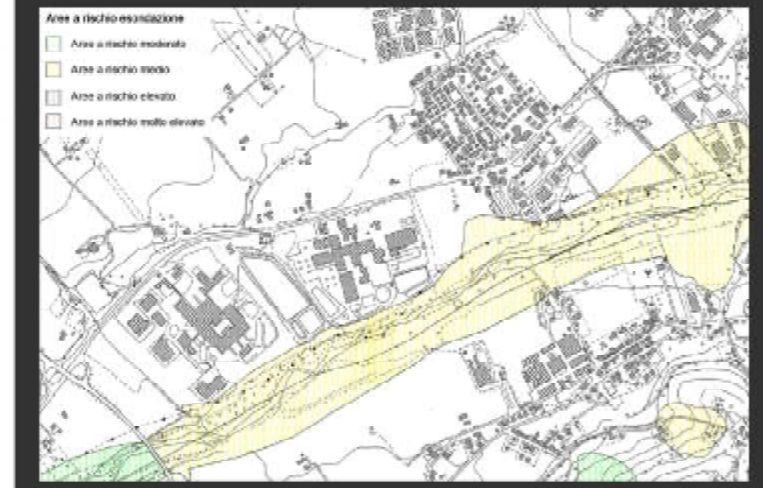 Aree a rischio esondazione
Aree a rischio moderato
Aree a rischio medio
Aree a rischio elevato
Aree a rischio molto elevato